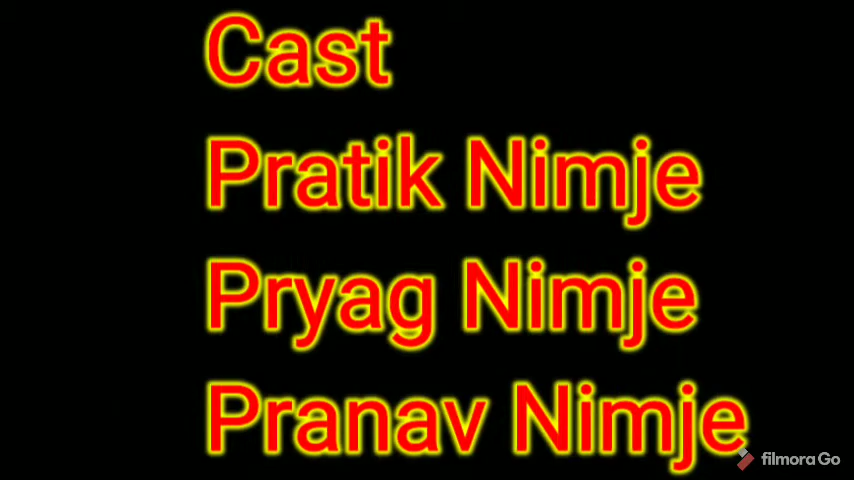 Cast
Pratik Nimje
Pryag Nimje
Pranav Nimje
filmora Go